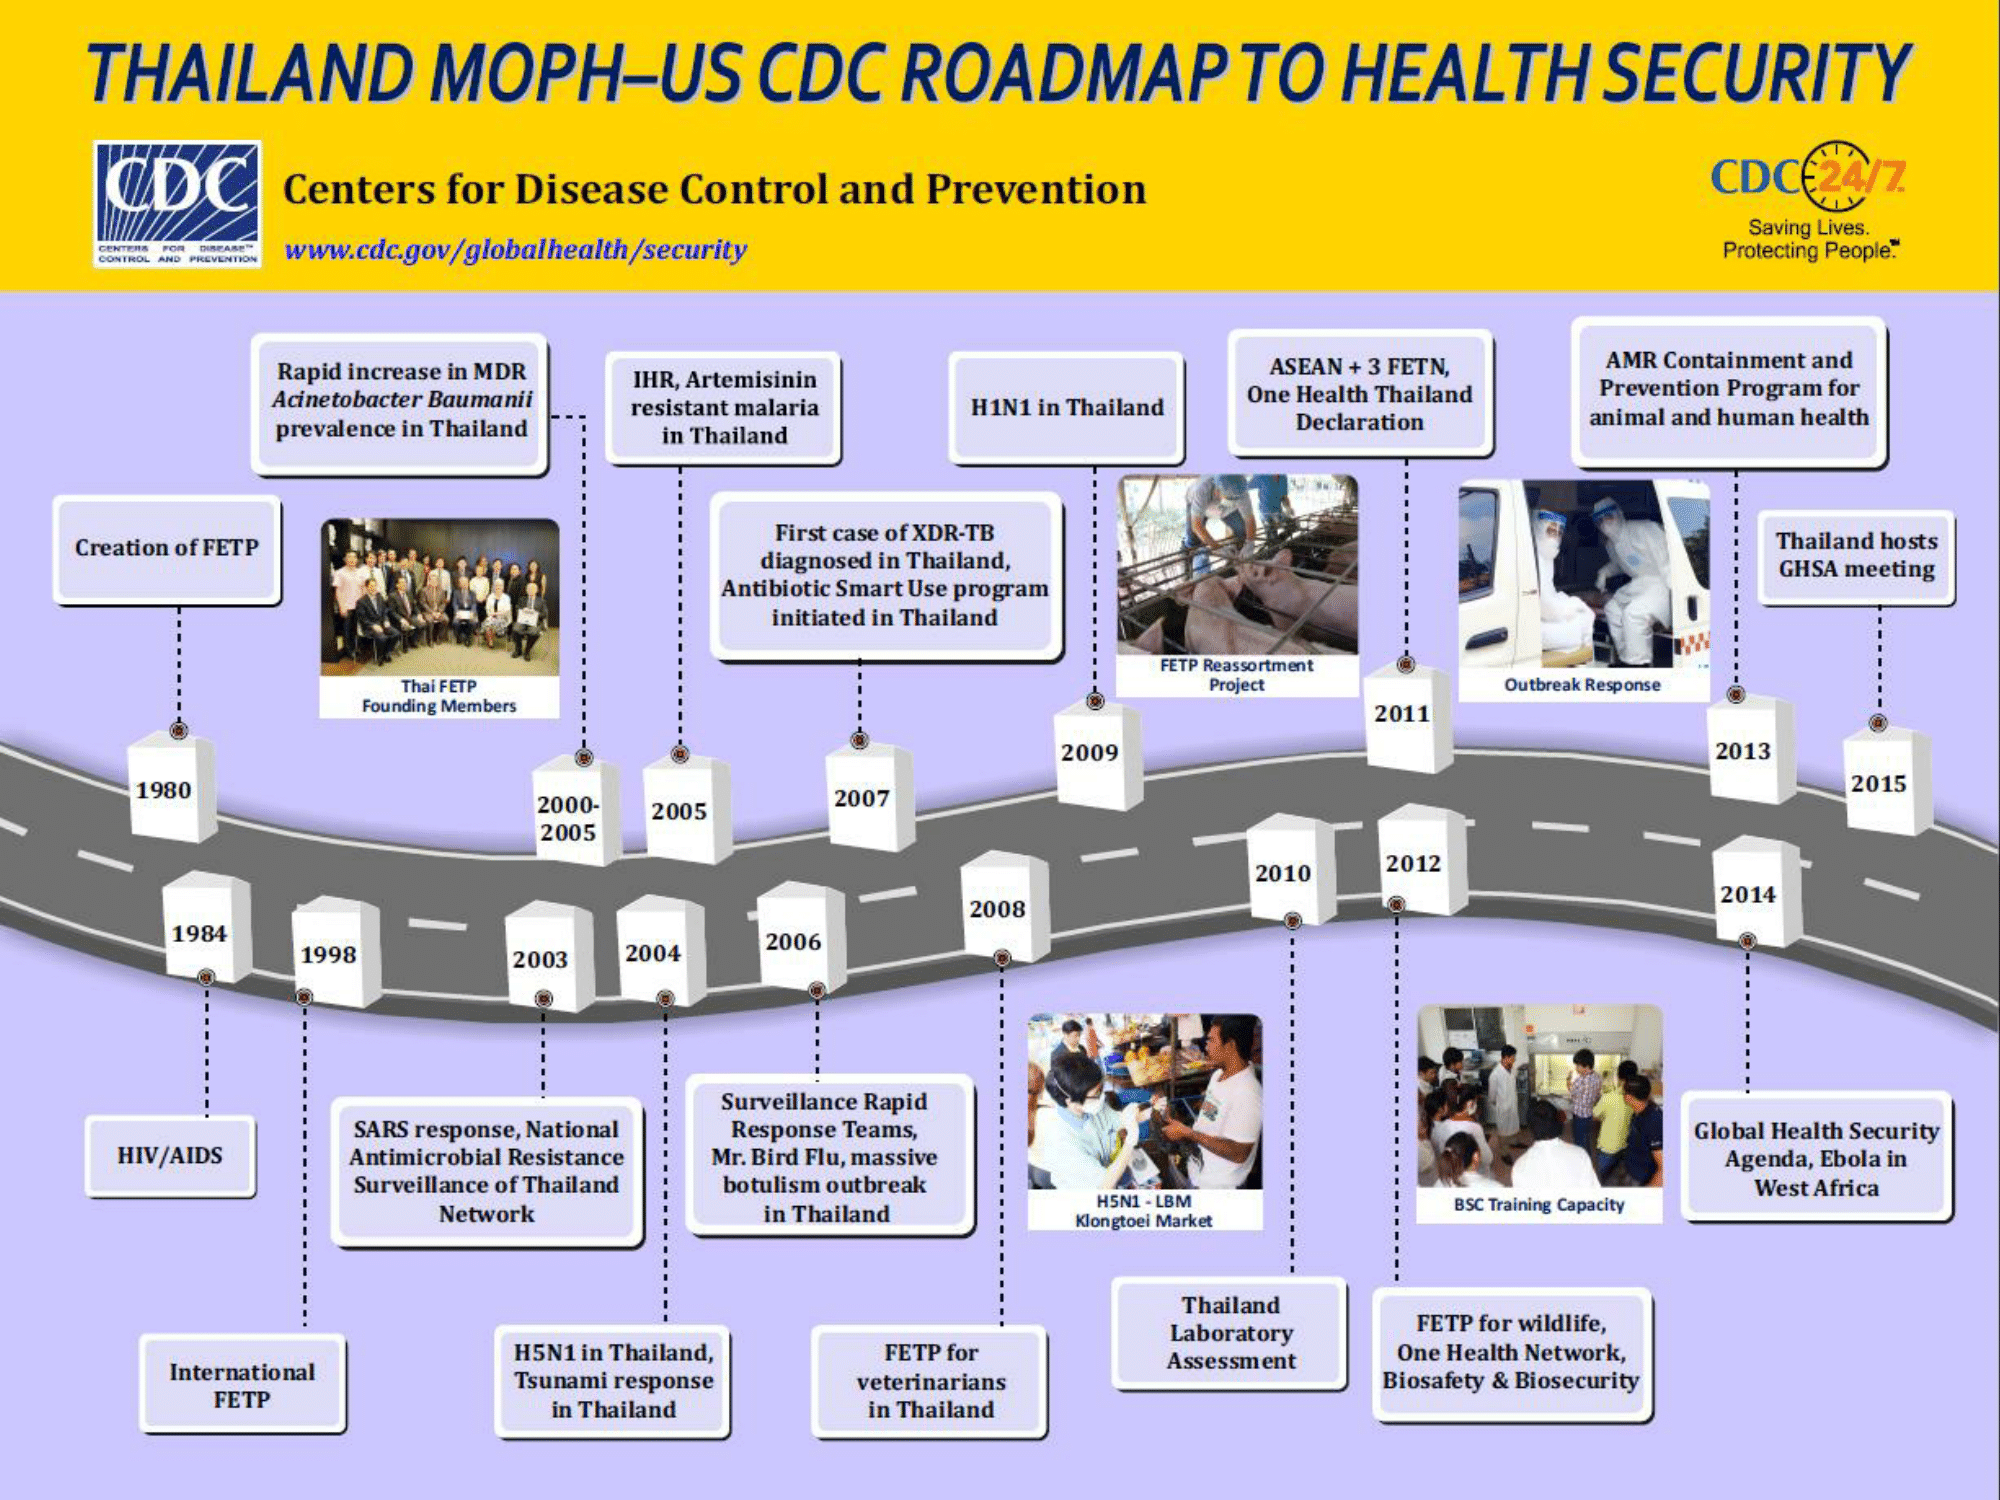 THAILAND MOPH–US CDC ROADMAP TO HEALTH SECURITY
CDC
CENTERS FOR DISEASE™
CONTROL AND PREVENTION
Centers for Disease Control and Prevention
www.cdc.gov/globalhealth/security
CDC 24/7
Saving Lives.
Protecting People.™
Rapid increase in MDR
Acinetobacter Baumanii
prevalence in Thailand
IHR, Artemisinin
resistant malaria
in Thailand
H1N1 in Thailand
ASEAN + 3 FETN,
One Health Thailand
Declaration
AMR Containment and
Prevention Program for
animal and human health
Creation of FETP
First case of XDR-TB
diagnosed in Thailand,
Antibiotic Smart Use program
initiated in Thailand
Thailand hosts
GHSA meeting
Thai FETP
Founding Members
FETP Reassortment
Project
Outbreak Response
1980
2000-
2005
2005
2007
2009
2011
2013
2015
1984
1998
2003
2004
2006
2008
2010
2012
2014
HIV/AIDS
SARS response, National
Antimicrobial Resistance
Surveillance of Thailand
Network
Surveillance Rapid
Response Teams,
Mr. Bird Flu, massive
botulism outbreak
in Thailand
H5N1 - LBM
Klongtoei Market
BSC Training Capacity
Global Health Security
Agenda, Ebola in
West Africa
International
FETP
H5N1 in Thailand,
Tsunami response
in Thailand
FETP for
veterinarians
in Thailand
Thailand
Laboratory
Assessment
FETP for wildlife,
One Health Network,
Biosafety & Biosecurity